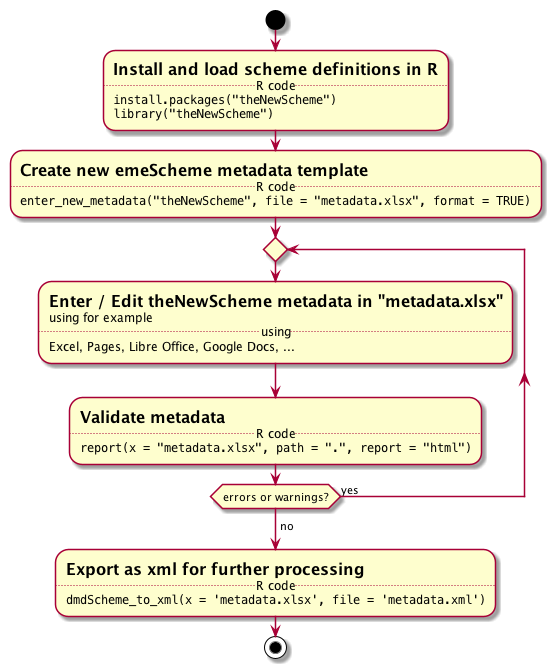 Install and load scheme definitions in R
R code
install.packages("theNewScheme")
library("theNewScheme")
Create new emeScheme metadata template
R code
enter_new_metadata("theNewScheme", file = "metadata.xlsx", format = TRUE)
Enter / Edit theNewScheme metadata in "metadata.xlsx"
using for example
using
Excel, Pages, Libre Office, Google Docs, ...
Validate metadata
R code
report(x = "metadata.xlsx", path = ".", report = "html")
errors or warnings?
yes
no
Export as xml for further processing
R code
dmdScheme_to_xml(x = 'metadata.xlsx', file = 'metadata.xml')